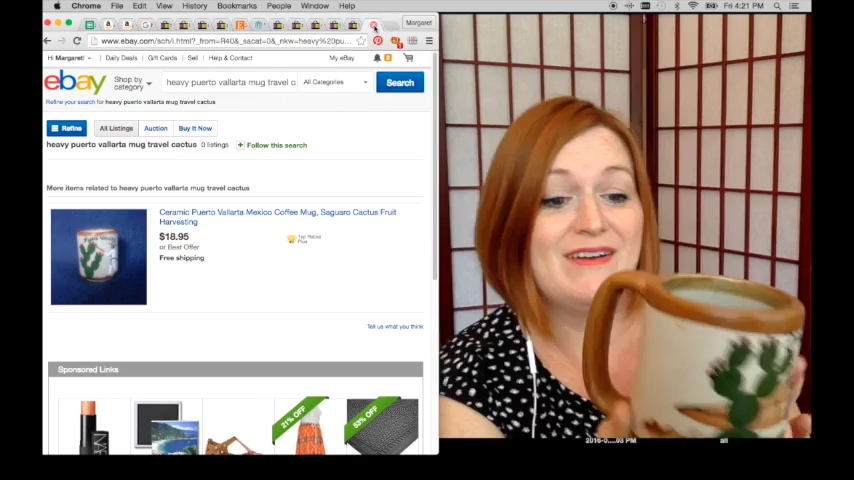 Chrome File Edit View History Bookmarks People Window Help
Fri 4:21 PM
Margaret
www.ebay.com/sch/i.html?_from=R40&_sacat=0&_nkw=heavy%20pu...
Hi Margaret! Daily Deals Gift Cards Sell Help & Contact My eBay
ebay
Shop by category
heavy puerto vallarta mug travel c
All Categories
Search
Refine your search for heavy puerto vallarta mug travel cactus
Refine
All Listings
Auction
Buy It Now
heavy puerto vallarta mug travel cactus 0 listings + Follow this search
More items related to heavy puerto vallarta mug travel cactus
Ceramic Puerto Vallarta Mexico Coffee Mug, Saguaro Cactus Fruit
Harvesting
$18.95
Top Rated
Plus
or Best Offer
Free shipping
Tell us what you think
Sponsored Links
21% OFF
53% OFF
NARS
all